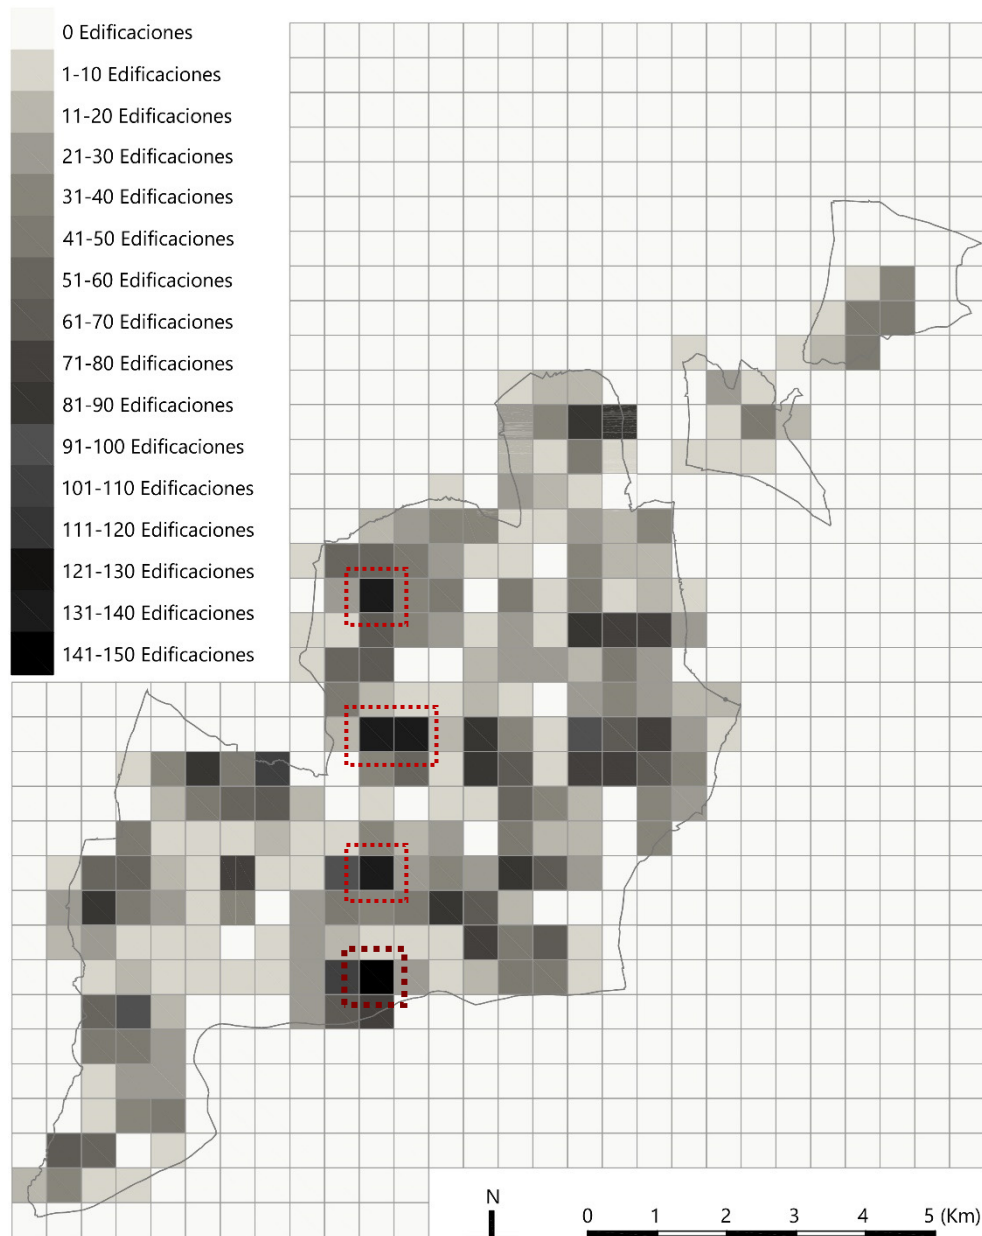 0 Edificaciones
1-10 Edificaciones
11-20 Edificaciones
21-30 Edificaciones
31-40 Edificaciones
41-50 Edificaciones
51-60 Edificaciones
61-70 Edificaciones
71-80 Edificaciones
81-90 Edificaciones
91-100 Edificaciones
101-110 Edificaciones
111-120 Edificaciones
121-130 Edificaciones
131-140 Edificaciones
141-150 Edificaciones
N
0 1 2 3 4 5 (Km)